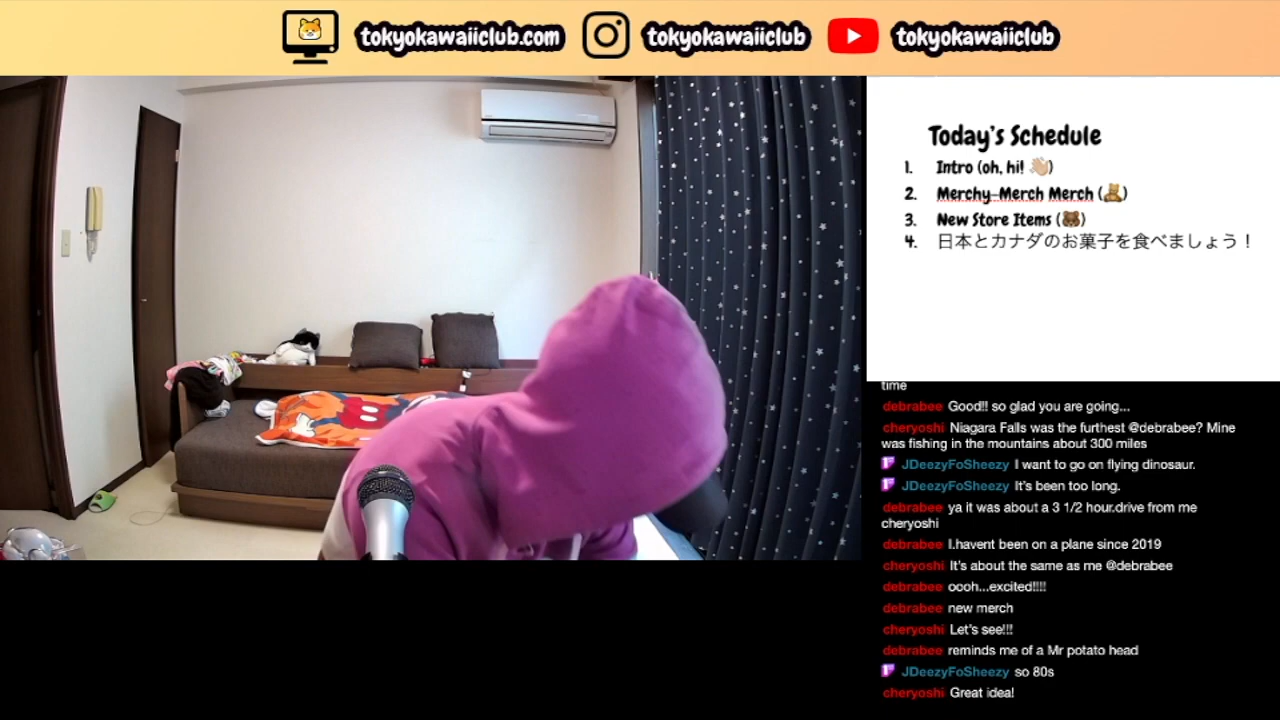 tokyokawaiiclub.com tokyokawaiiclub tokyokawaiiclub
Today's Schedule
1. Intro (oh, hi! 👋🏼)
2. Merchy-Merch Merch (🧸)
3. New Store Items (🐻)
4. 日本とカナダのお菓子を食べましょう！
time
debrabee Good!! so glad you are going...
cheryoshi Niagara Falls was the furthest @debrabee? Mine
was fishing in the mountains about 300 miles
JDeezyFoSheezy I want to go on flying dinosaur.
JDeezyFoSheezy It's been too long.
debrabee ya it was about a 3 1/2 hour.drive from me
cheryoshi
debrabee I.havent been on a plane since 2019
cheryoshi It's about the same as me @debrabee
debrabee oooh...excited!!!!
debrabee new merch
cheryoshi Let's see!!!
debrabee reminds me of a Mr potato head
JDeezyFoSheezy so 80s
cheryoshi Great idea!